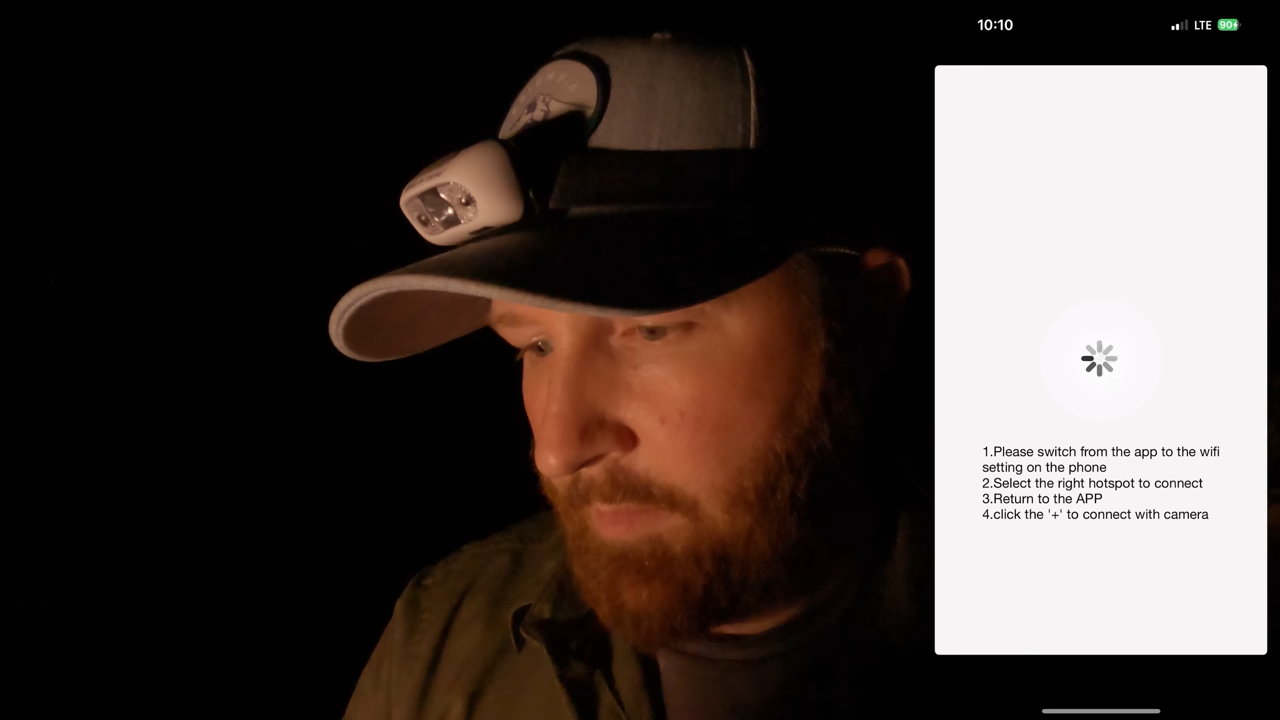 10:10
LTE
90
1.Please switch from the app to the wifi
setting on the phone
2.Select the right hotspot to connect
3.Return to the APP
4.click the '+' to connect with camera